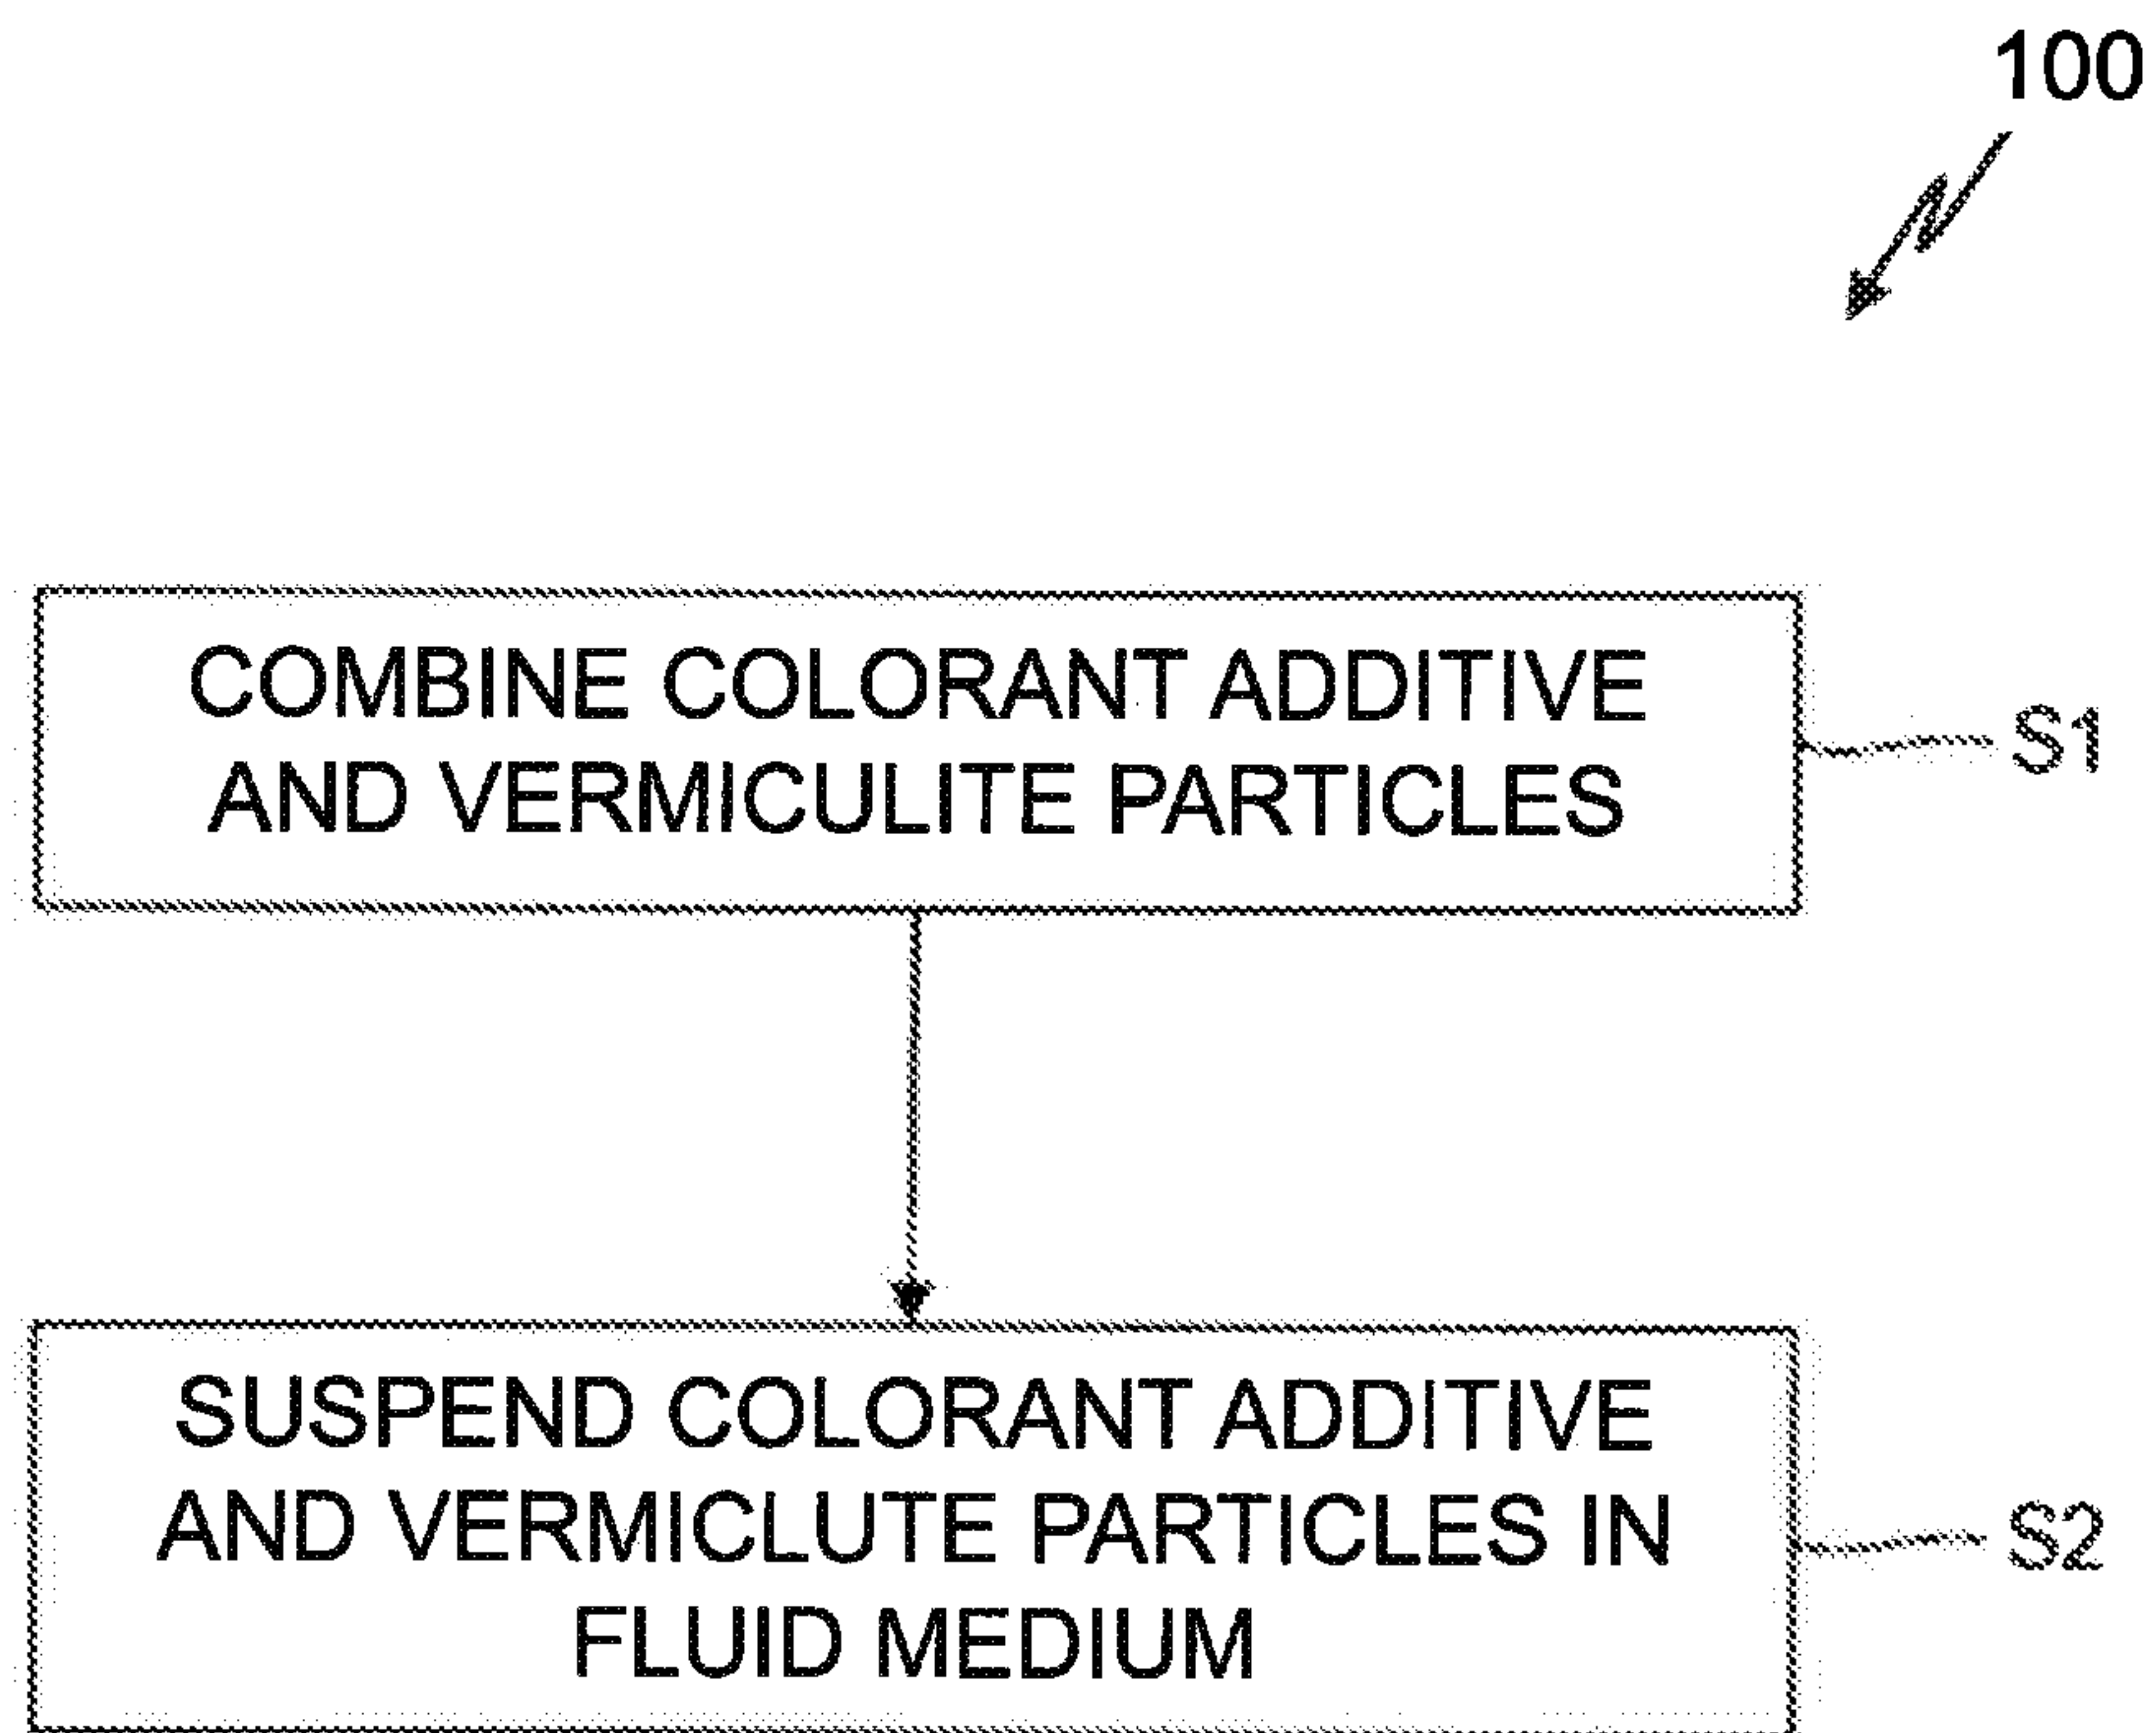 100
COMBINE COLORANT ADDITIVE
AND VERMICULITE PARTICLES
S1
SUSPEND COLORANT ADDITIVE
AND VERMICLUTE PARTICLES IN
FLUID MEDIUM
S2